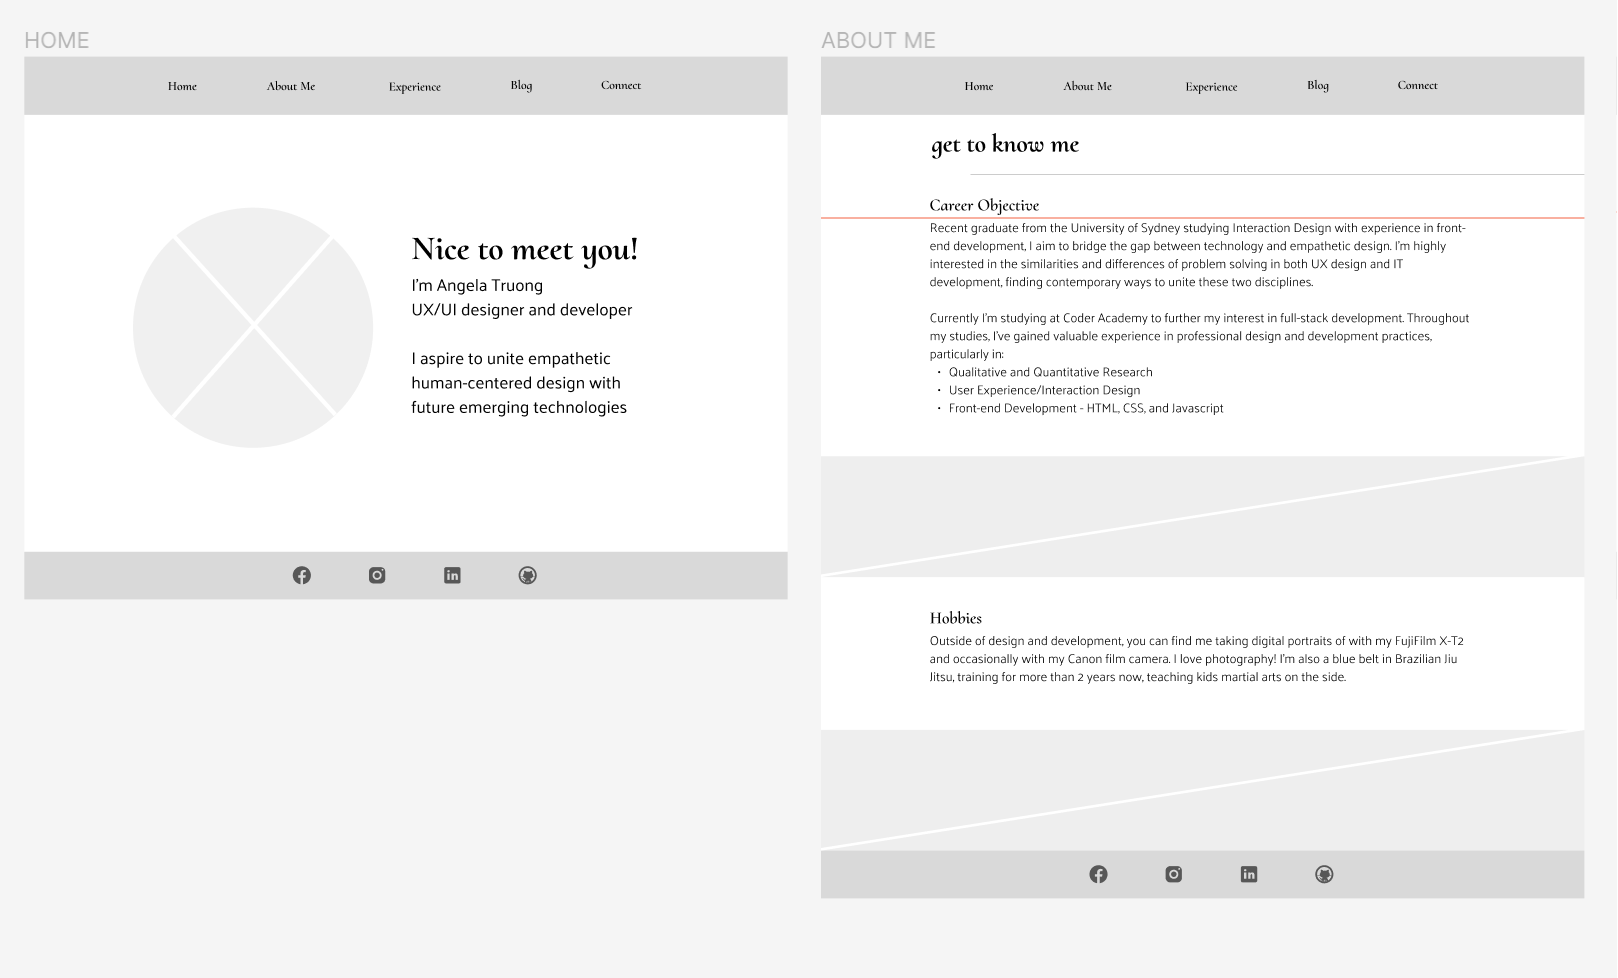 HOME
Home About Me Experience Blog Connect
Nice to meet you!
I'm Angela Truong
UX/UI designer and developer
I aspire to unite empathetic
human-centered design with
future emerging technologies
ABOUT ME
Home About Me Experience Blog Connect
get to know me
Career Objective
Recent graduate from the University of Sydney studying Interaction Design with experience in front-
end development, I aim to bridge the gap between technology and empathetic design. I'm highly
interested in the similarities and differences of problem solving in both UX design and IT
development, finding contemporary ways to unite these two disciplines.
Currently I'm studying at Coder Academy to further my interest in full-stack development. Throughout
my studies, I've gained valuable experience in professional design and development practices,
particularly in:
• Qualitative and Quantitative Research
• User Experience/Interaction Design
• Front-end Development - HTML, CSS, and Javascript
Hobbies
Outside of design and development, you can find me taking digital portraits of with my FujiFilm X-T2
and occasionally with my Canon film camera. I love photography! I'm also a blue belt in Brazilian Jiu
Jitsu, training for more than 2 years now, teaching kids martial arts on the side.